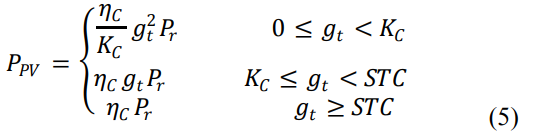 P_PV = { η_C/K_C g_t^2 P_r 0 ≤ g_t < K_C
η_C g_t P_r K_C ≤ g_t < STC
η_C P_r g_t ≥ STC (5)